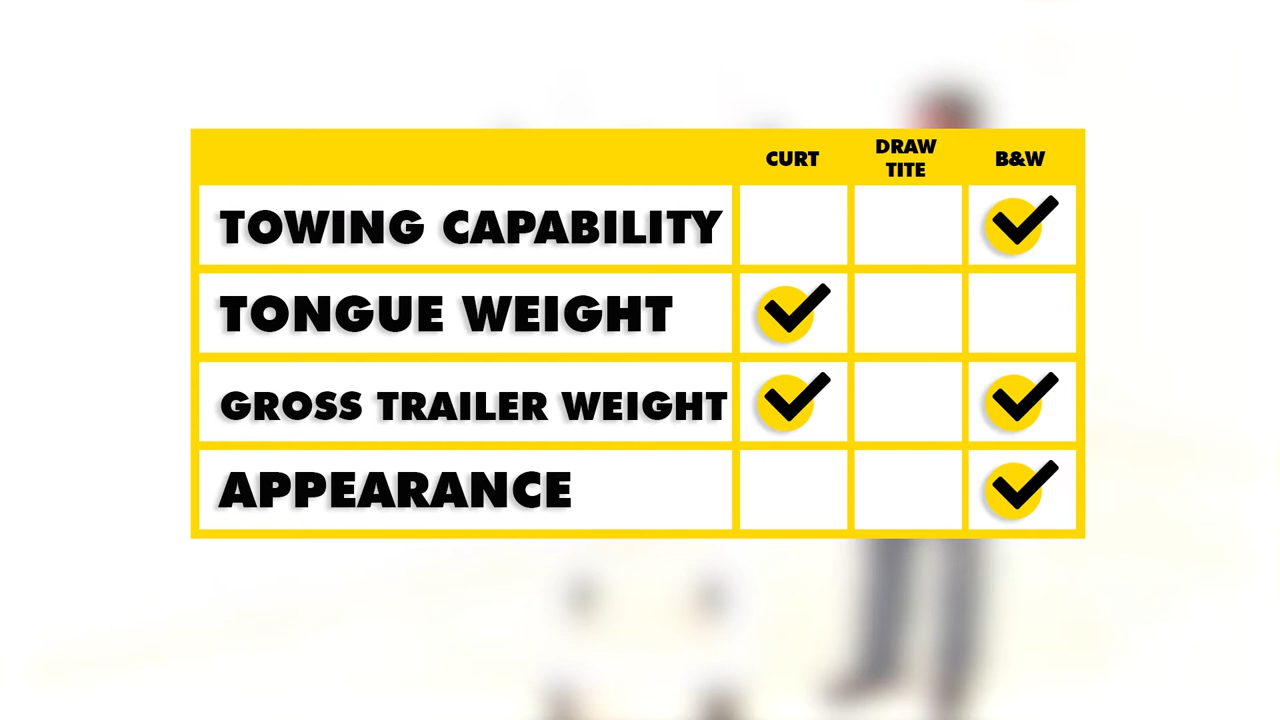 CURT
DRAW
TITE
B&W
TOWING CAPABILITY
TONGUE WEIGHT
GROSS TRAILER WEIGHT
APPEARANCE